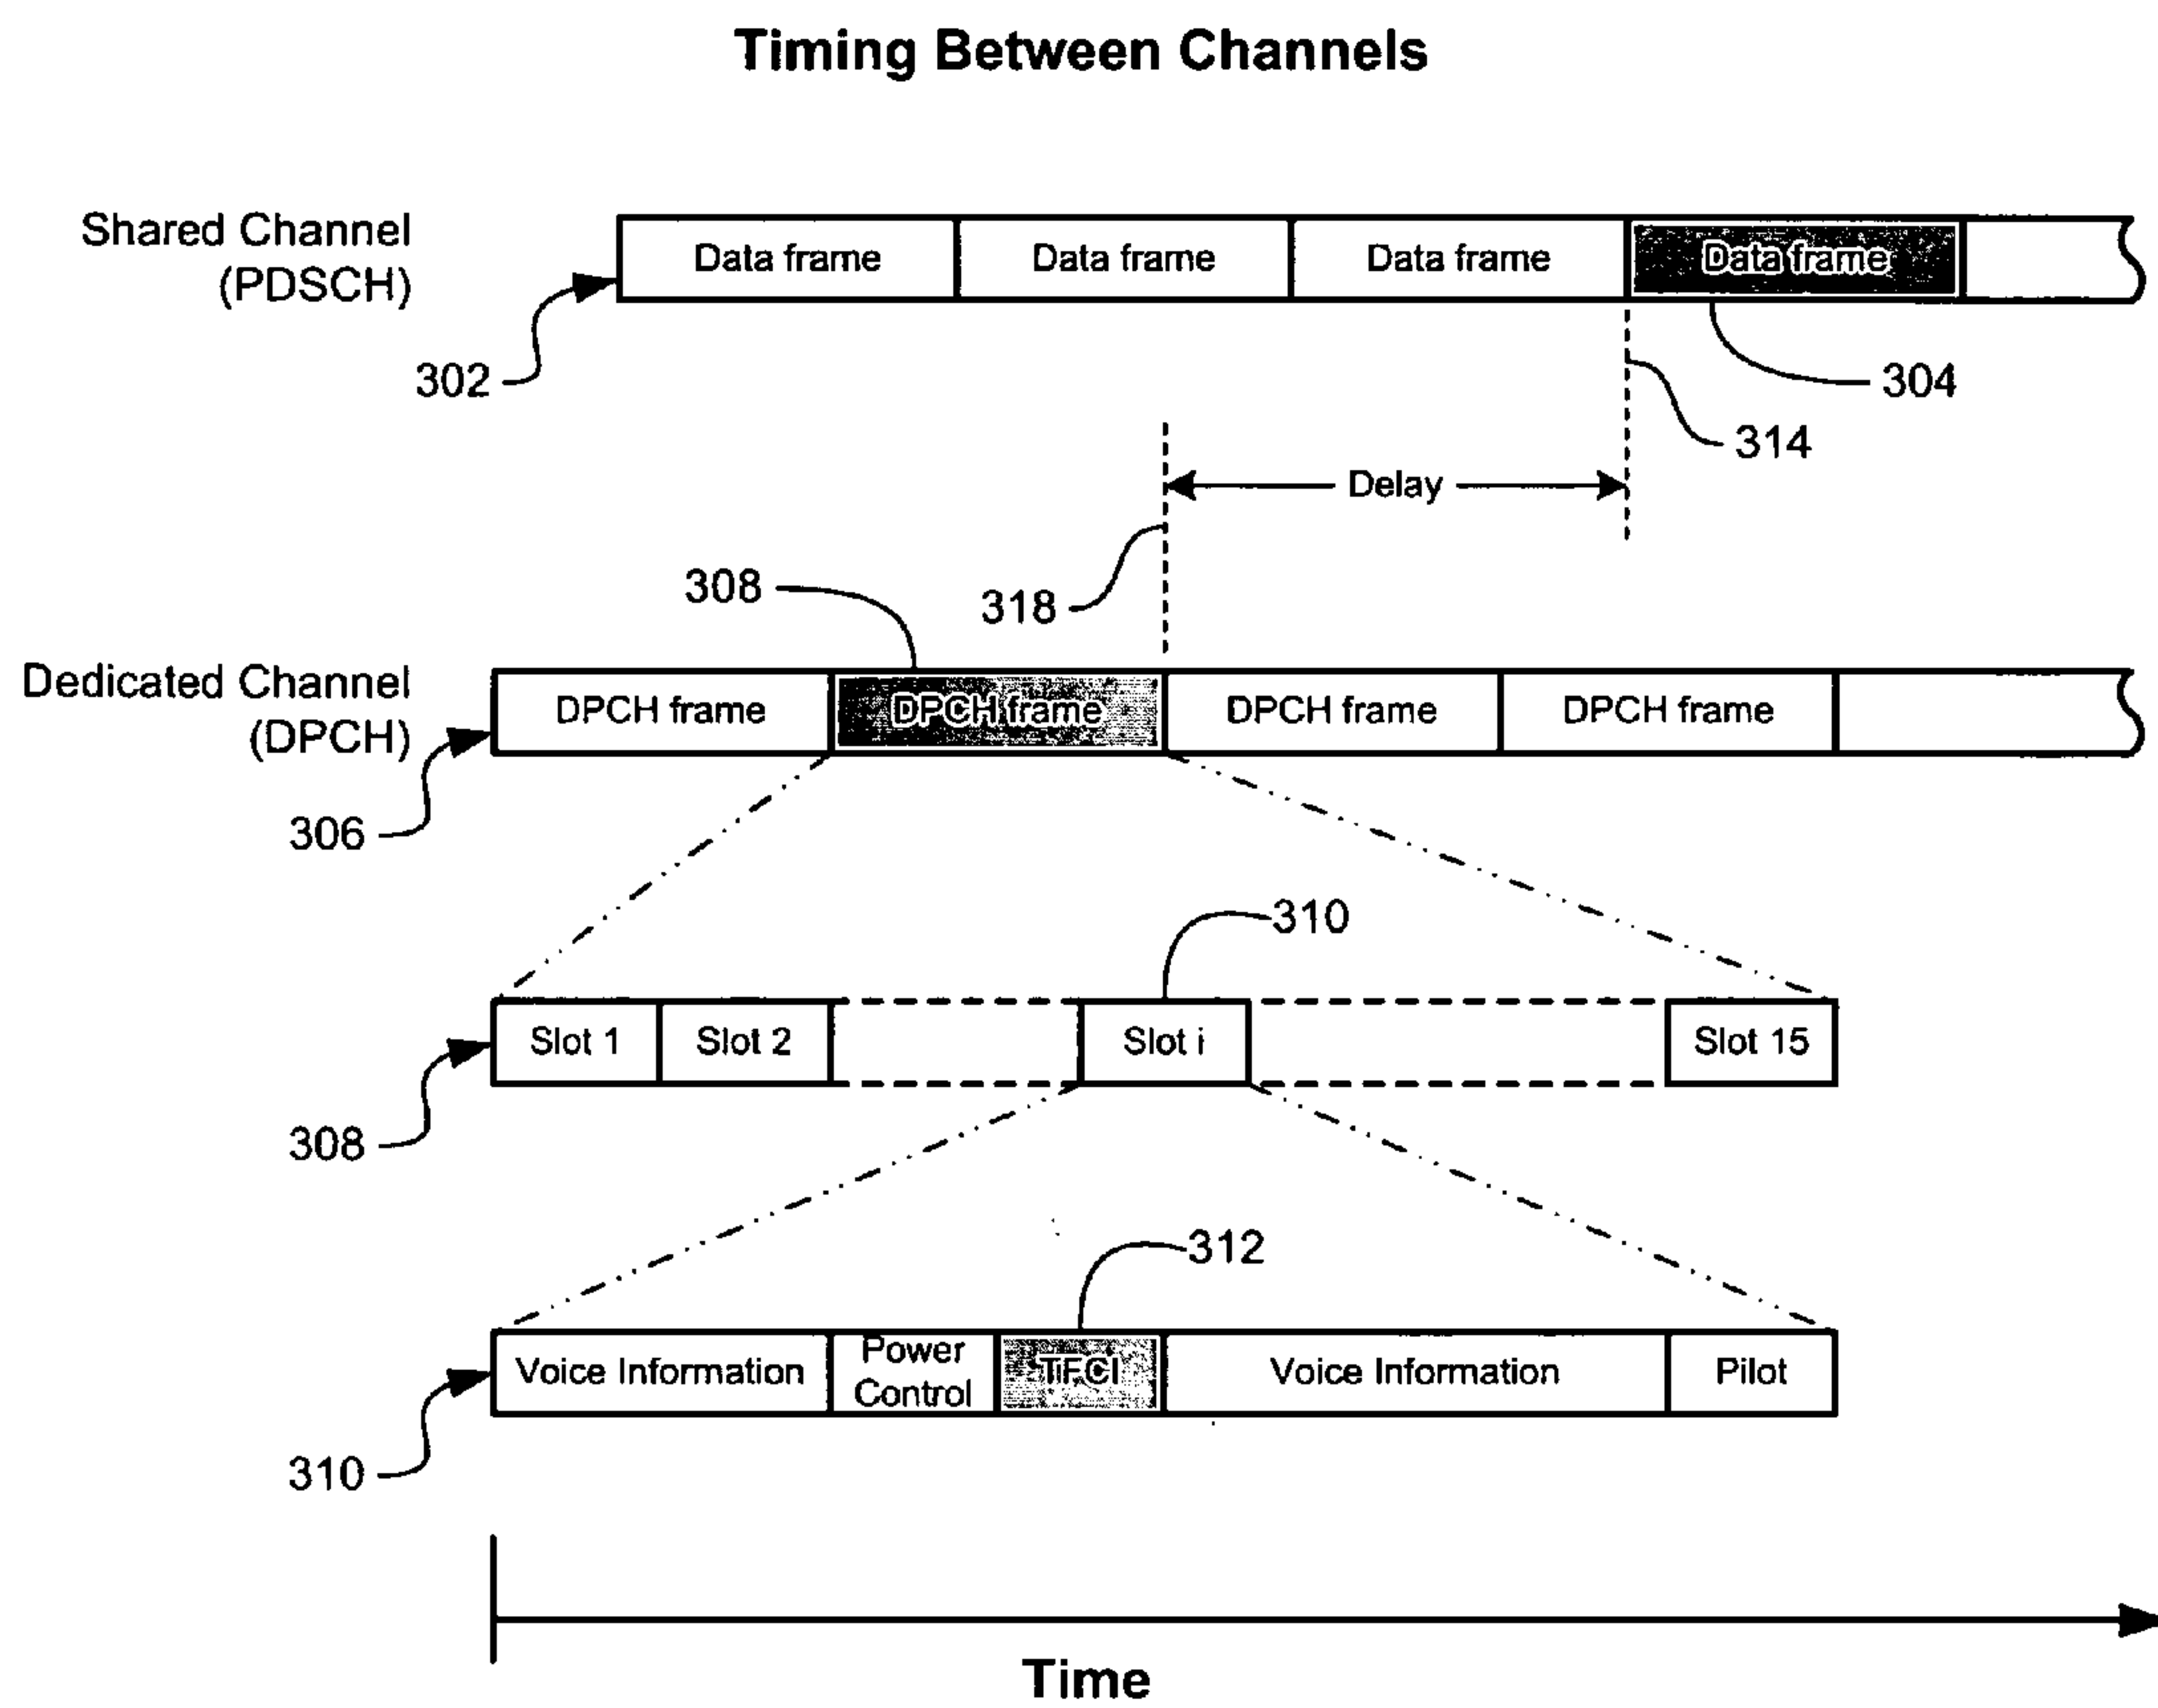 Timing Between Channels
Shared Channel
(PDSCH)
Data frame
Data frame
Data frame
Data frame
302
304
314
Delay
318
308
Dedicated Channel
(DPCH)
DPCH frame
DPCH frame
DPCH frame
DPCH frame
306
310
Slot 1
Slot 2
Slot i
Slot 15
308
312
Voice Information
Power
Control
TFCI
Voice Information
Pilot
310
Time